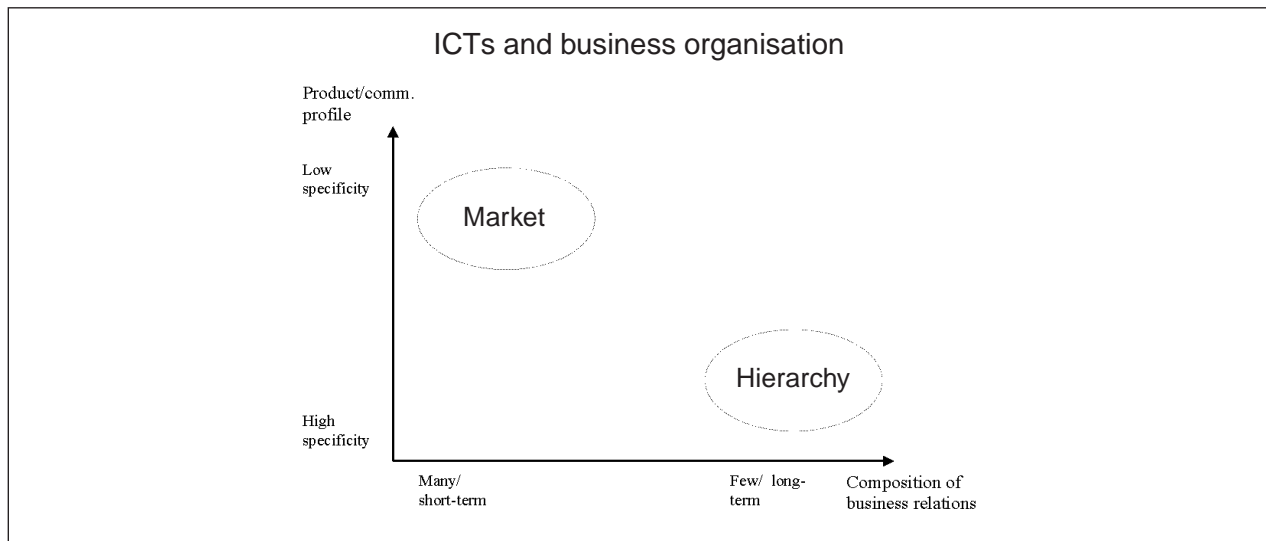 ICTs and business organisation
Product/comm.
profile
Low
specificity
Market
Hierarchy
High
specificity
Many/
short-term
Few/ long-
term
Composition of
business relations